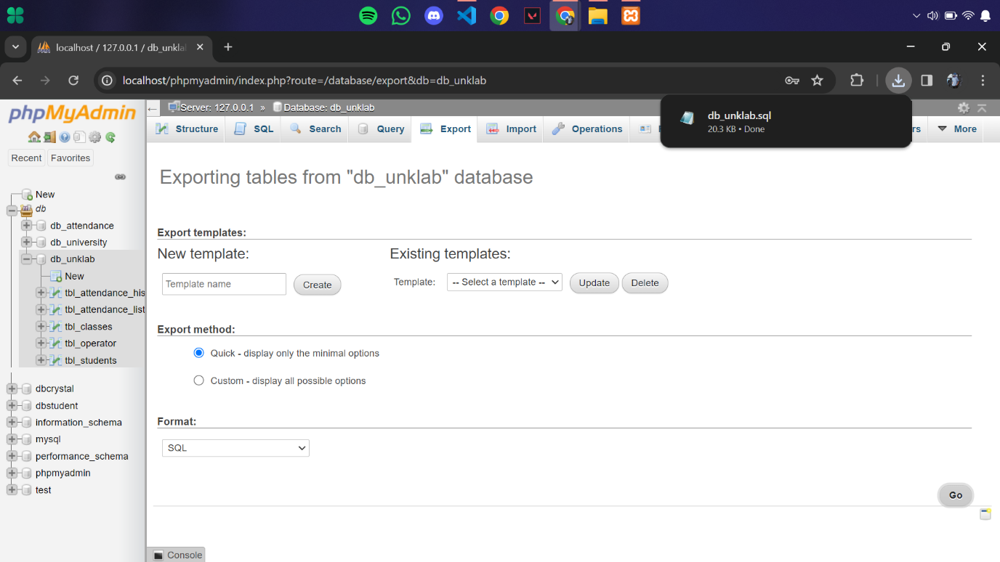 localhost / 127.0.0.1 / db_unkla
localhost/phpmyadmin/index.php?route=/database/export&db=db_unklab
db_unklab.sql
20.3 KB • Done
phpMyAdmin
Recent
Favorites
New
db
db_attendance
db_university
db_unklab
New
tbl_attendance_his
tbl_attendance_list
tbl_classes
tbl_operator
tbl_students
dbcrystal
dbstudent
information_schema
mysql
performance_schema
phpmyadmin
test
Server: 127.0.0.1 » Database: db_unklab
Structure
SQL
Search
Query
Export
Import
Operations
More
Exporting tables from "db_unklab" database
Export templates:
New template:
Template name
Create
Existing templates:
Template:
-- Select a template --
Update
Delete
Export method:
Quick - display only the minimal options
Custom - display all possible options
Format:
SQL
Go
Console